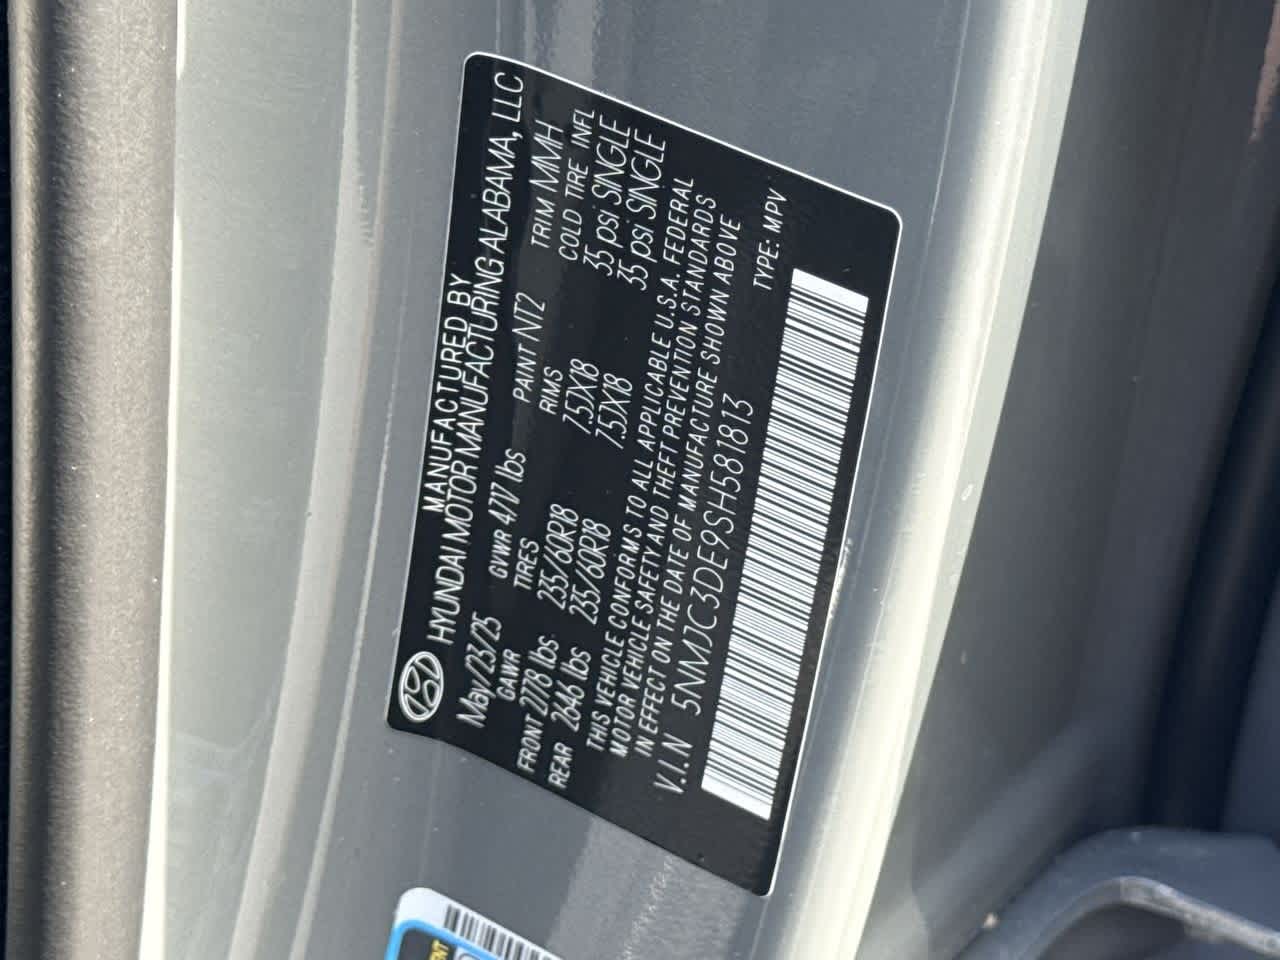 MANUFACTURED BY
HYUNDAI MOTOR MANUFACTURING ALABAMA, LLC
May/23/25 GVWR 4717 lbs PAINT NT2 TRIM MMH
GAWR TIRES RIMS COLD TIRE INFL
FRONT 2778 lbs 235/60R18 7.5JX18 35 psi SINGLE
REAR 2646 lbs 235/60R18 7.5JX18 35 psi SINGLE
THIS VEHICLE CONFORMS TO ALL APPLICABLE U.S.A. FEDERAL
MOTOR VEHICLE SAFETY AND THEFT PREVENTION STANDARDS
IN EFFECT ON THE DATE OF MANUFACTURE SHOWN ABOVE
V.I.N 5NMJC3DE9SH581813 TYPE: MPV